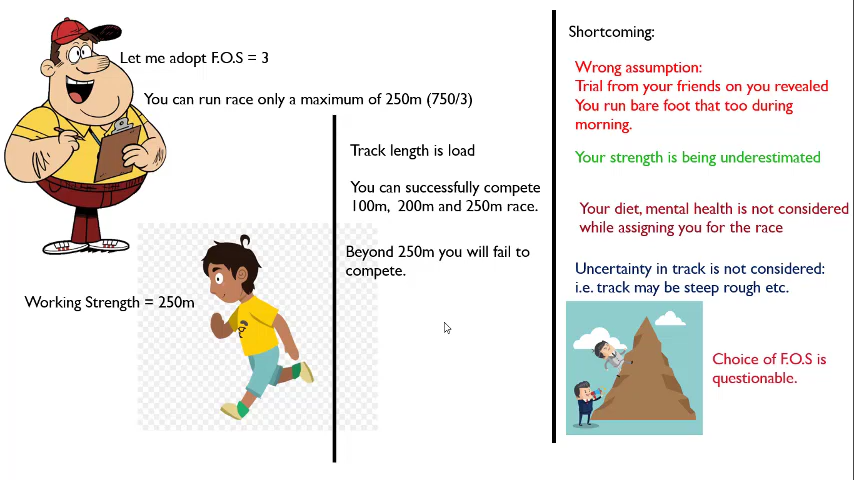 Let me adopt F.O.S = 3
You can run race only a maximum of 250m (750/3)
Working Strength = 250m
Track length is load
You can successfully compete
100m, 200m and 250m race.
Beyond 250m you will fail to
compete.
Shortcoming:
Wrong assumption:
Trial from your friends on you revealed
You run bare foot that too during
morning.
Your strength is being underestimated
Your diet, mental health is not considered
while assigning you for the race
Uncertainty in track is not considered:
i.e. track may be steep rough etc.
Choice of F.O.S is
questionable.